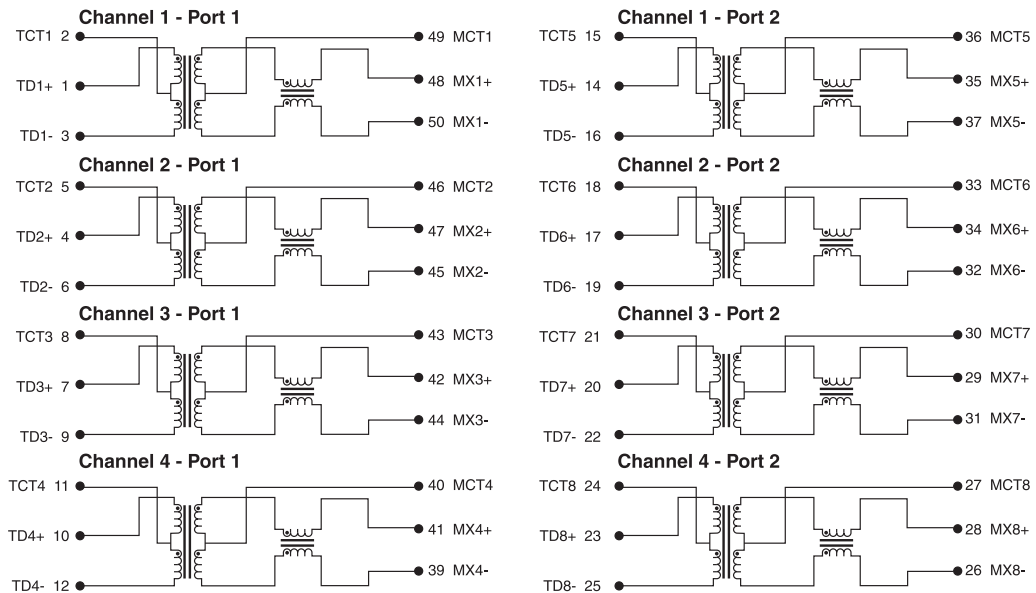 Channel 1 - Port 1
TCT1 2
49 MCT1
TD1+ 1
48 MX1+
50 MX1-
TD1- 3
Channel 2 - Port 1
TCT2 5
46 MCT2
TD2+ 4
47 MX2+
45 MX2-
TD2- 6
Channel 3 - Port 1
TCT3 8
43 MCT3
TD3+ 7
42 MX3+
44 MX3-
TD3- 9
Channel 4 - Port 1
TCT4 11
40 MCT4
TD4+ 10
41 MX4+
39 MX4-
TD4- 12
Channel 1 - Port 2
TCT5 15
36 MCT5
TD5+ 14
35 MX5+
37 MX5-
TD5- 16
Channel 2 - Port 2
TCT6 18
33 MCT6
TD6+ 17
34 MX6+
32 MX6-
TD6- 19
Channel 3 - Port 2
TCT7 21
30 MCT7
TD7+ 20
29 MX7+
31 MX7-
TD7- 22
Channel 4 - Port 2
TCT8 24
27 MCT8
TD8+ 23
28 MX8+
26 MX8-
TD8- 25